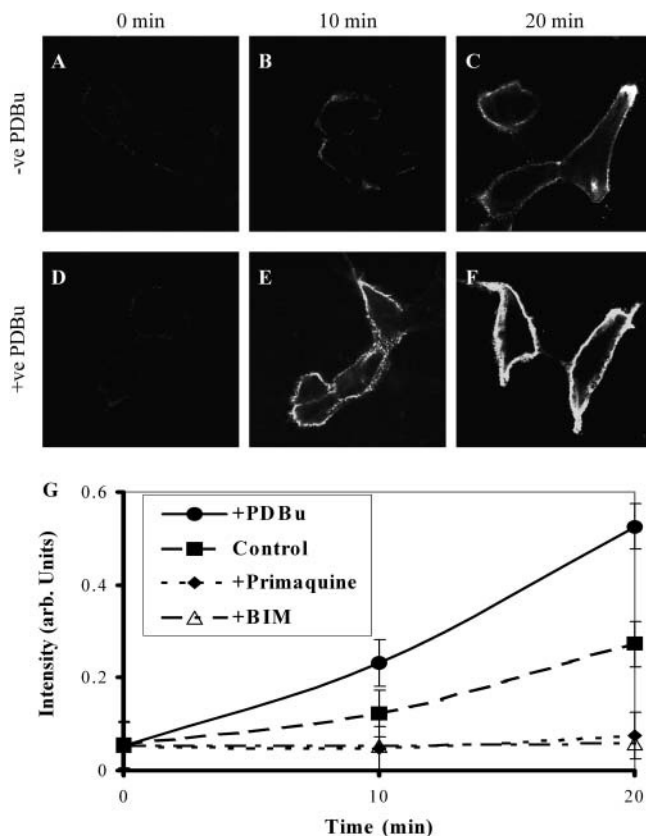 0 min 10 min 20 min
-ve PDBu
A B C
+ve PDBu
D E F
G
0.6
0.4
0.2
0
Intensity (arb. Units)
+PDBu
Control
+Primaquine
+BIM
0 10 20
Time (min)